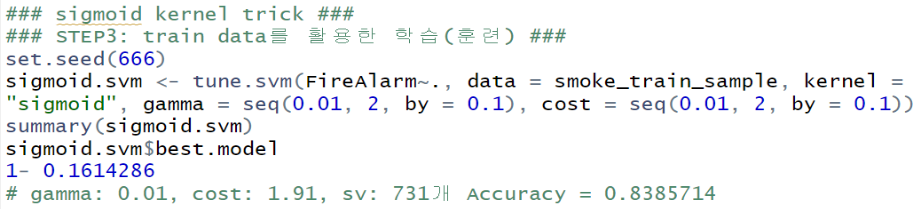 ### sigmoid kernel trick ###
### STEP3: train data를 활용한 학습(훈련) ###
set.seed(666)
sigmoid.svm <- tune.svm(FireAlarm~., data = smoke_train_sample, kernel =
"sigmoid", gamma = seq(0.01, 2, by = 0.1), cost = seq(0.01, 2, by = 0.1))
summary(sigmoid.svm)
sigmoid.svm$best.model
1- 0.1614286
# gamma: 0.01, cost: 1.91, sv: 731개 Accuracy = 0.8385714